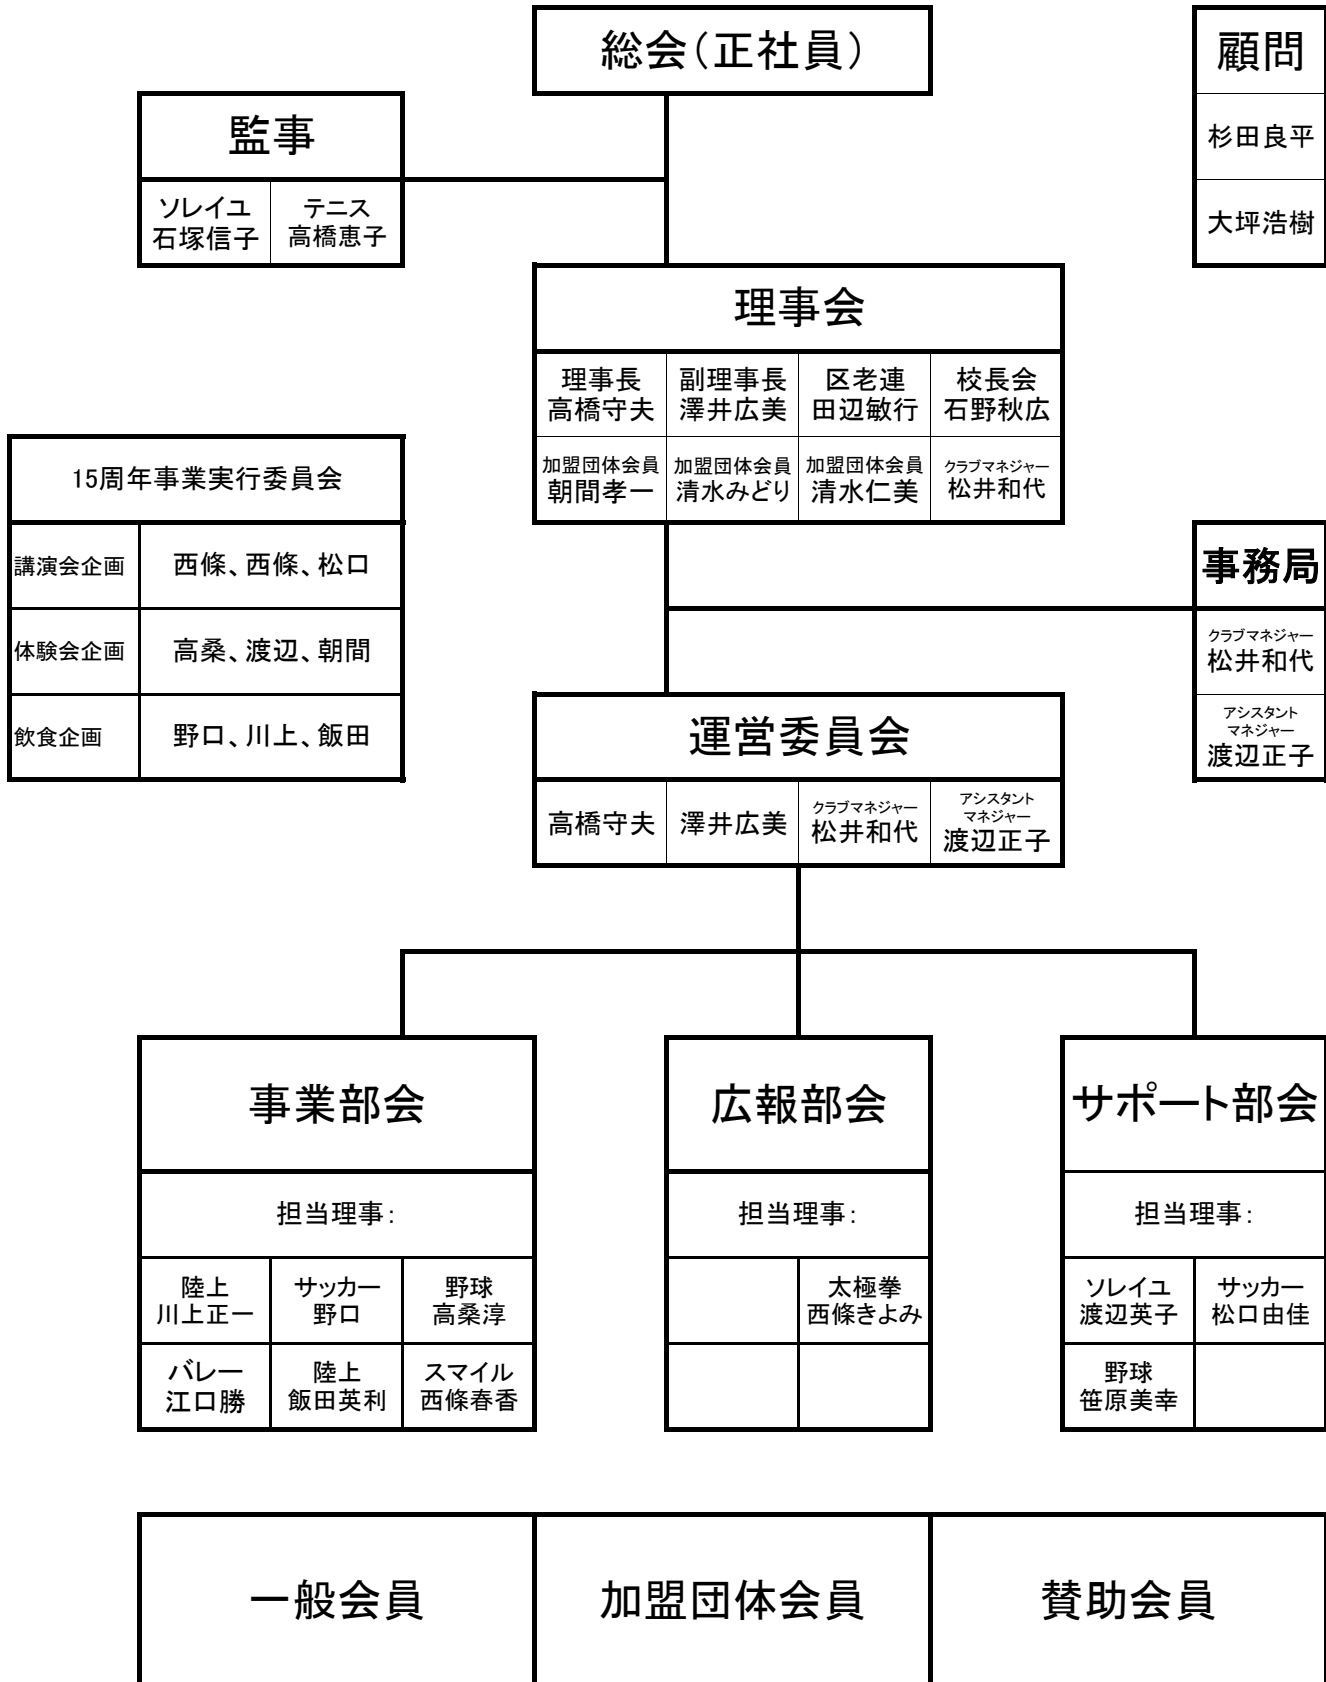 総会(正社員)
顧問
杉田良平
大坪浩樹
監事
ソレイユ
石塚信子
テニス
高橋恵子
理事会
理事長
高橋守夫
副理事長
澤井広美
区老連
田辺敏行
校長会
石野秋広
加盟団体会員
朝間孝一
加盟団体会員
清水みどり
加盟団体会員
清水仁美
クラブマネジャー
松井和代
15周年事業実行委員会
講演会企画
西條、西條、松口
体験会企画
高桑、渡辺、朝間
飲食企画
野口、川上、飯田
事務局
クラブマネジャー
松井和代
アシスタント
マネジャー
渡辺正子
運営委員会
高橋守夫
澤井広美
クラブマネジャー
松井和代
アシスタント
マネジャー
渡辺正子
事業部会
担当理事:
陸上
川上正一
サッカー
野口
野球
高桑淳
バレー
江口勝
陸上
飯田英利
スマイル
西條春香
広報部会
担当理事:
太極拳
西條きよみ
サポート部会
担当理事:
ソレイユ
渡辺英子
サッカー
松口由佳
野球
笹原美幸
一般会員
加盟団体会員
賛助会員